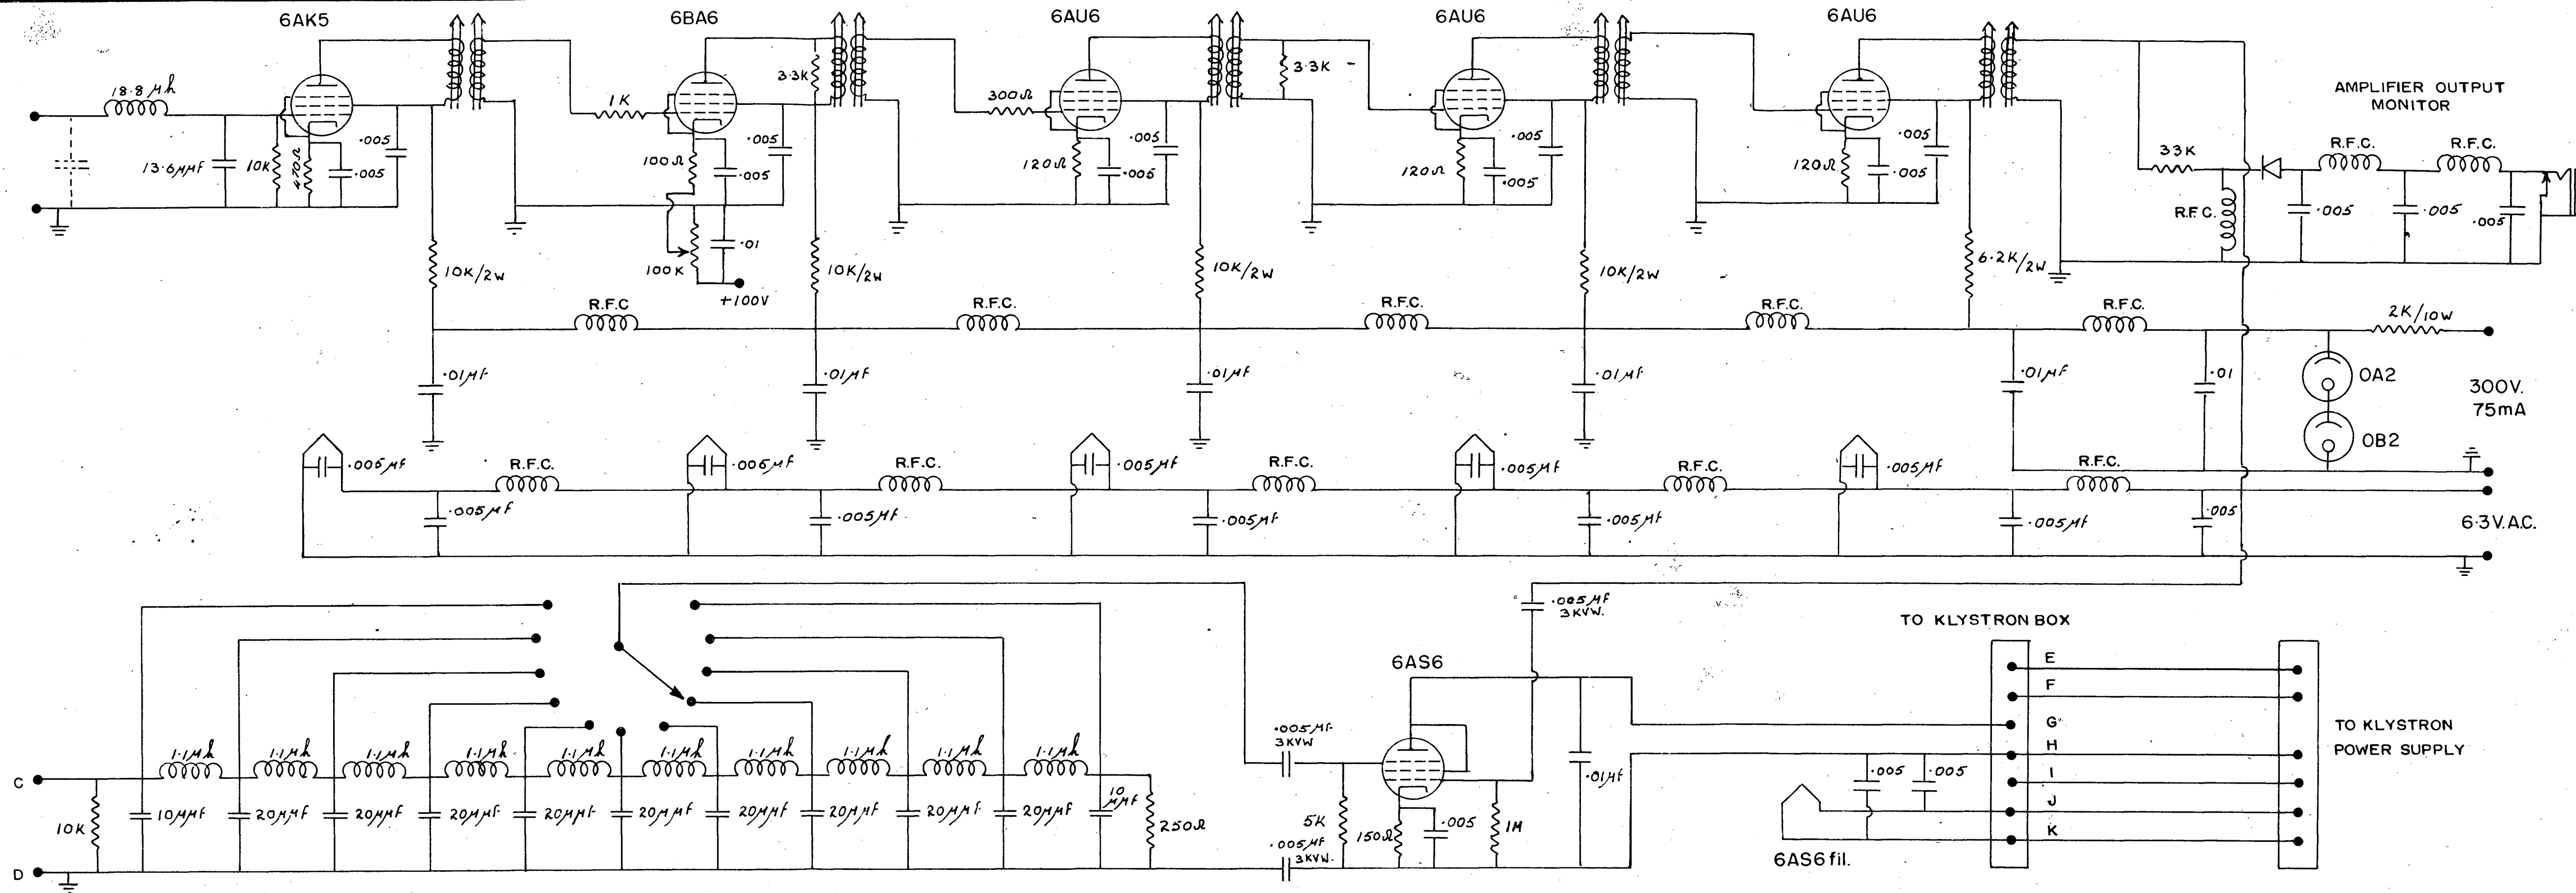 6AK5
6BA6
6AU6
6AU6
6AU6
18.8 μh
13.6μμF
10K
470Ω
.005
.005
1K
3.3K
100Ω
.005
.005
100K
.01
+100V
300Ω
120Ω
.005
.005
3.3K
120Ω
.005
.005
120Ω
.005
.005
AMPLIFIER OUTPUT
MONITOR
33K
R.F.C.
R.F.C.
R.F.C.
.005
.005
.005
10K/2W
10K/2W
10K/2W
10K/2W
6.2K/2W
R.F.C
R.F.C.
R.F.C.
R.F.C.
R.F.C.
2K/10W
.01μF
.01μF
.01μF
.01μF
.01μF
.01
OA2
OB2
300V.
75mA
.005μF
.005μF
.005μF
.005μF
.005μF
R.F.C.
R.F.C.
R.F.C.
R.F.C.
R.F.C.
.005μF
.005μF
.005μF
.005μF
.005μF
.005
6.3V.A.C.
.005μF
3KVW.
TO KLYSTRON BOX
6AS6
E
F
G
H
I
J
K
TO KLYSTRON
POWER SUPPLY
C
D
1.1μh
1.1μh
1.1μh
1.1μh
1.1μh
1.1μh
1.1μh
1.1μh
1.1μh
1.1μh
10K
10μμF
20μμF
20μμF
20μμF
20μμF
20μμF
20μμF
20μμF
20μμF
20μμF
10
μμF
250Ω
.005μF
3KVW
.005μF
3KVW.
5K
150Ω
.005
1M
.01μF
.005
.005
6AS6 fil.